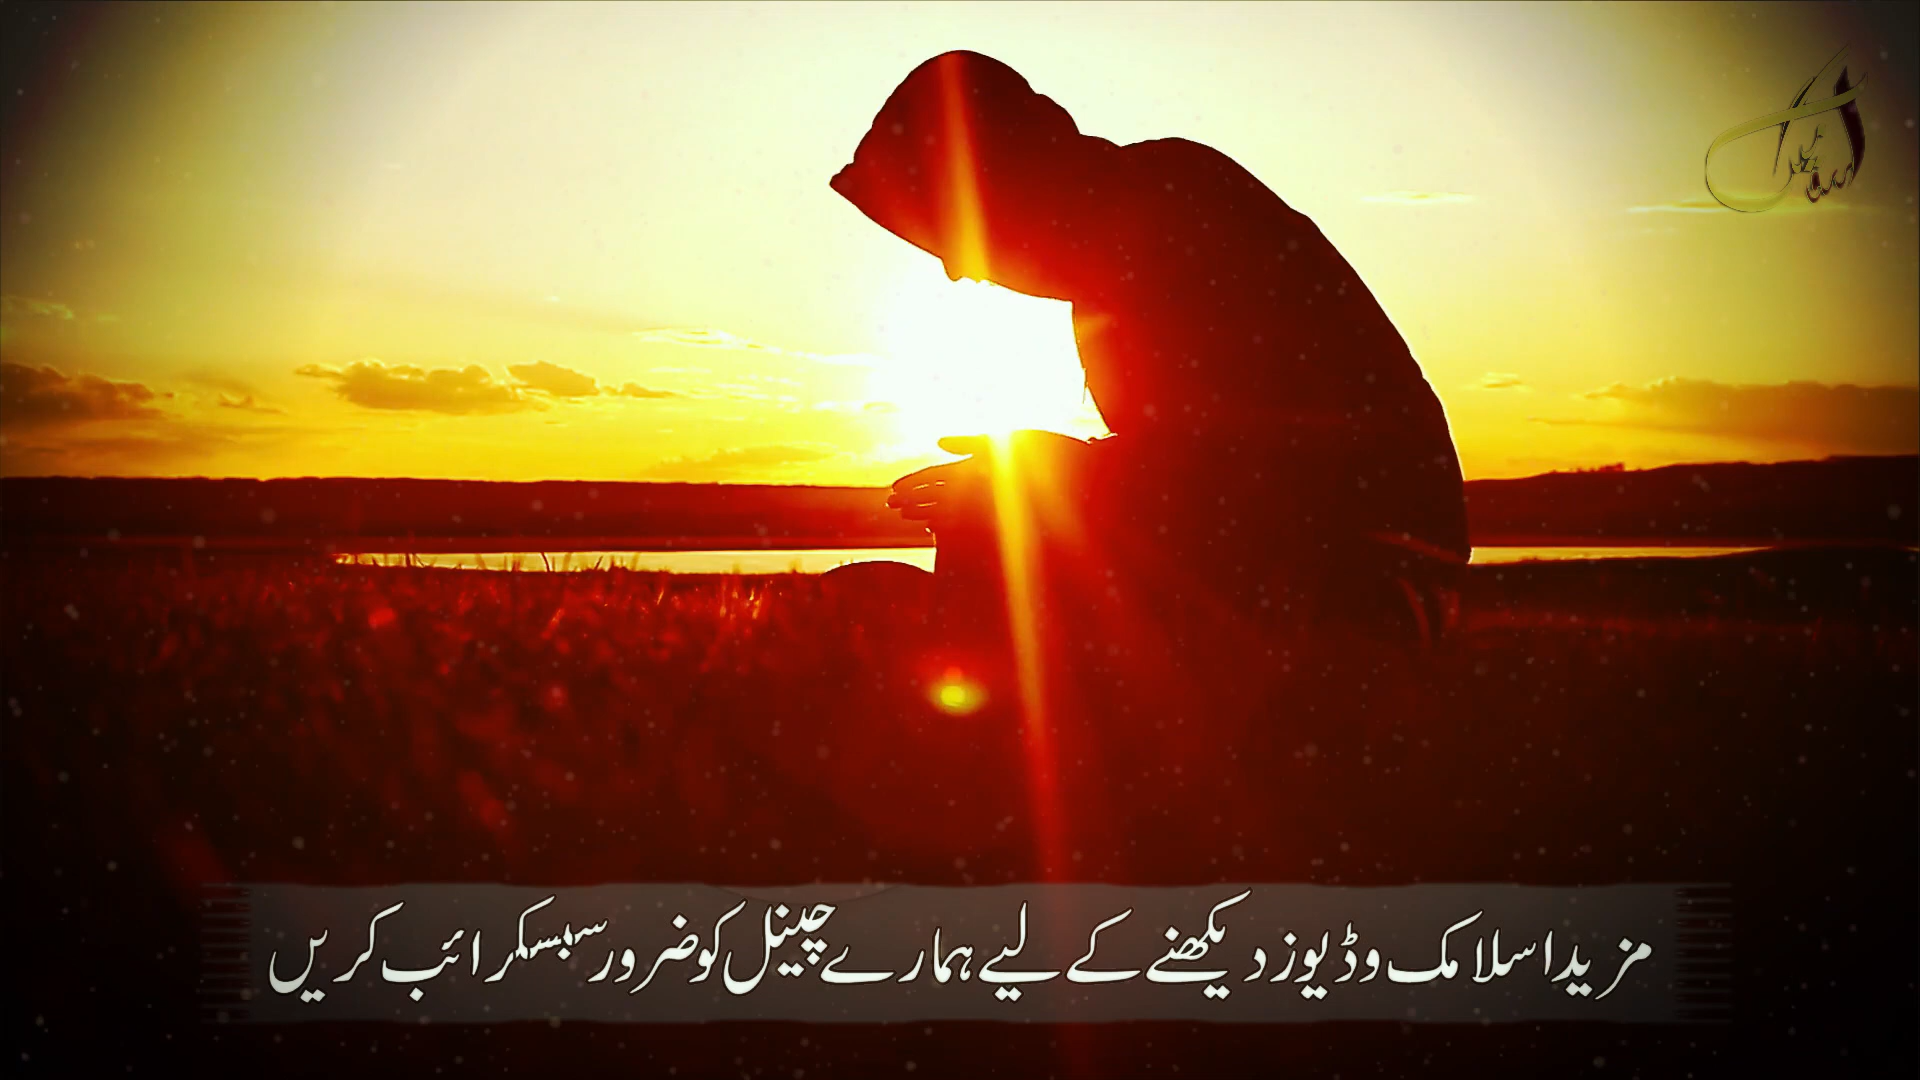 مزید اسلامک وڈیوز دیکھنے کے لیے ہمارے چینل کو ضرور سبسکرائب کریں